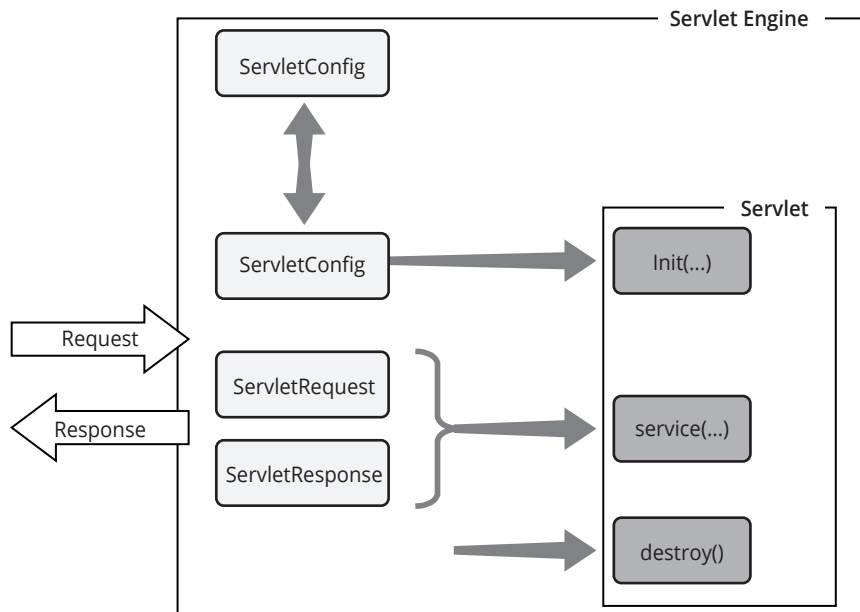 Servlet Engine
ServletConfig
Servlet
ServletConfig
Init(...)
Request
ServletRequest
Response
service(...)
ServletResponse
destroy()